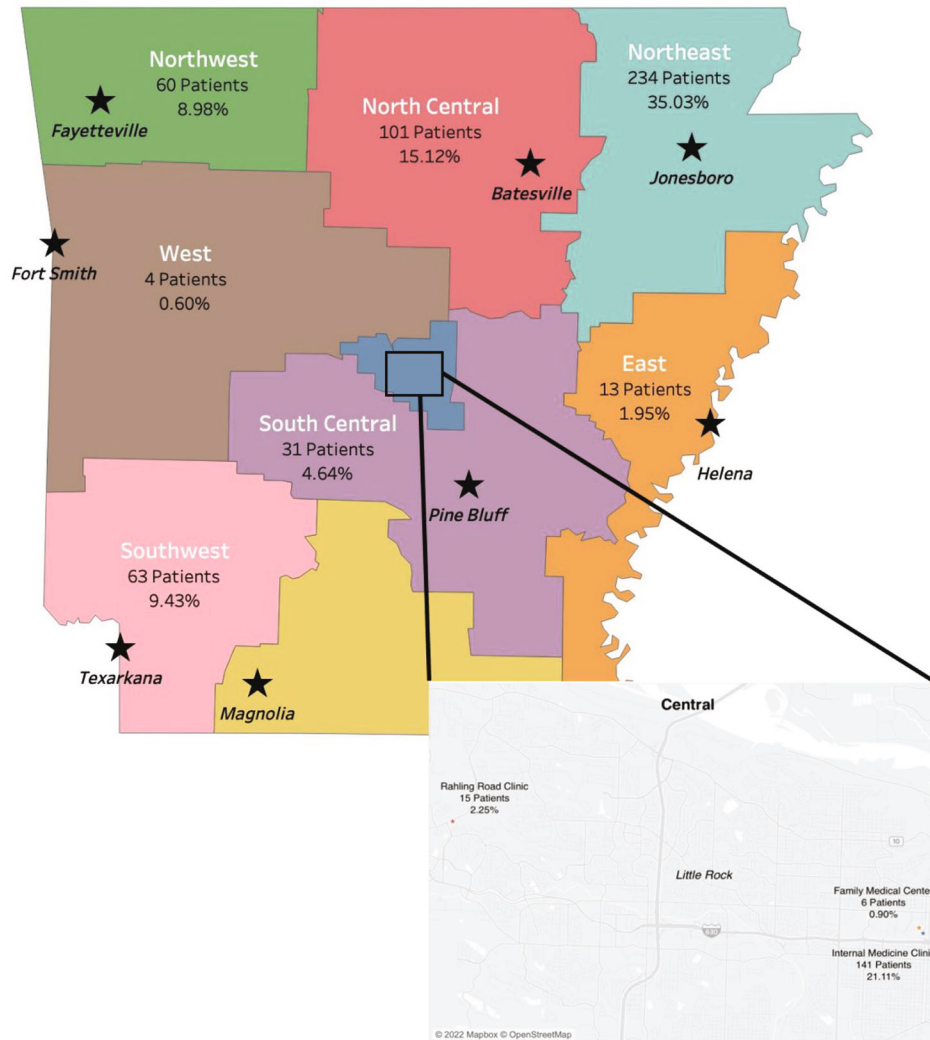 Northwest
60 Patients
8.98%
Fayetteville
North Central
101 Patients
15.12%
Batesville
Northeast
234 Patients
35.03%
Jonesboro
West
4 Patients
0.60%
Fort Smith
East
13 Patients
1.95%
Helena
South Central
31 Patients
4.64%
Pine Bluff
Southwest
63 Patients
9.43%
Texarkana
Magnolia
Central
Rahling Road Clinic
15 Patients
2.25%
10
Little Rock
Family Medical Cente
6 Patients
0.90%
Internal Medicine Clini
141 Patients
21.11%
© 2022 Mapbox © OpenStreetMap